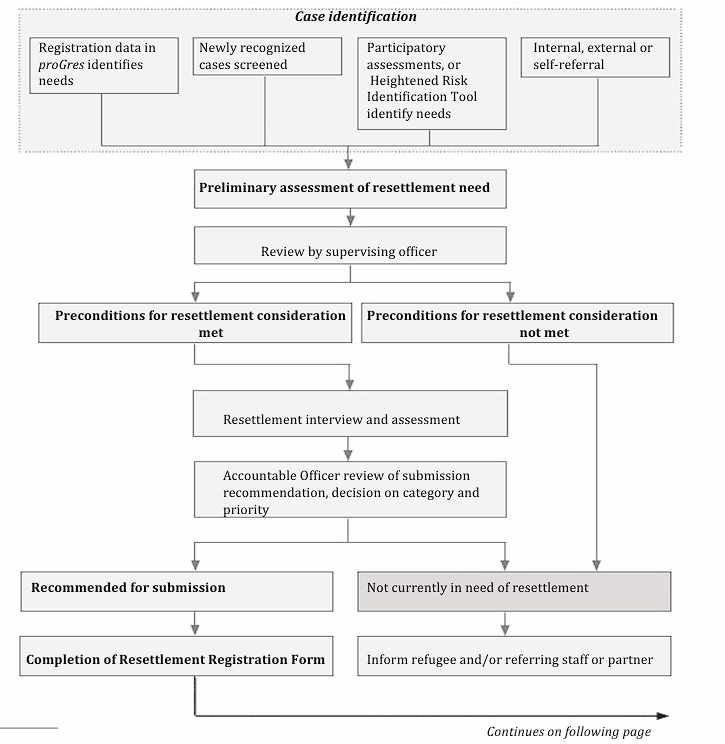 Case identification
Registration data in
proGres identifies
needs
Newly recognized
cases screened
Participatory
assessments, or
Heightened Risk
Identification Tool
identify needs
Internal, external or
self-referral
Preliminary assessment of resettlement need
Review by supervising officer
Preconditions for resettlement consideration
met
Preconditions for resettlement consideration
not met
Resettlement interview and assessment
Accountable Officer review of submission
recommendation, decision on category and
priority
Recommended for submission
Not currently in need of resettlement
Completion of Resettlement Registration Form
Inform refugee and/or referring staff or partner
Continues on following page